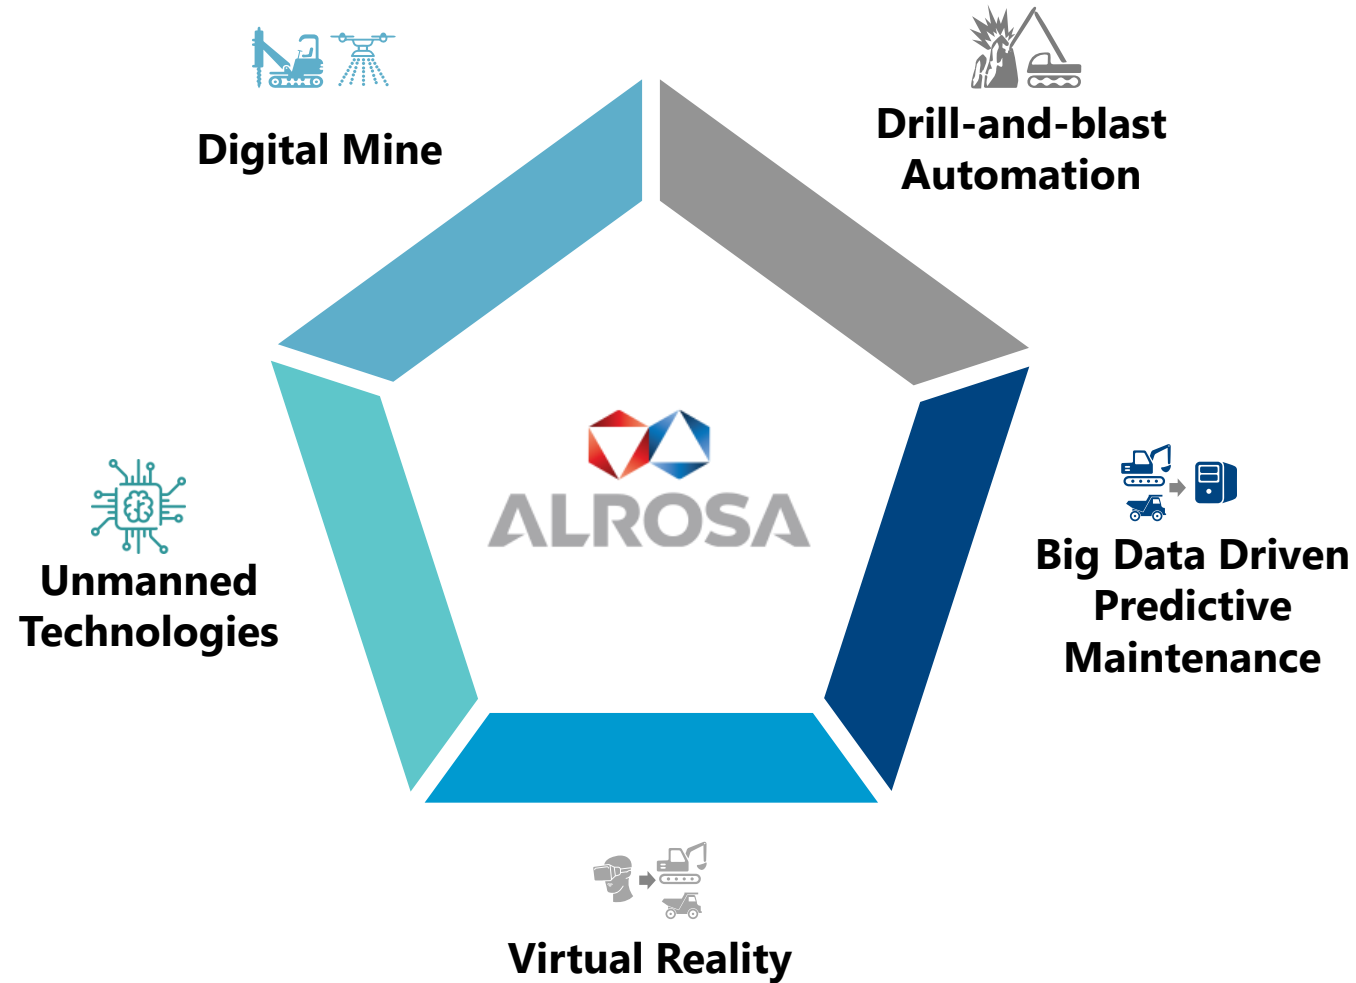 Digital Mine
Drill-and-blast
Automation
ALROSA
Unmanned
Technologies
Big Data Driven
Predictive
Maintenance
Virtual Reality